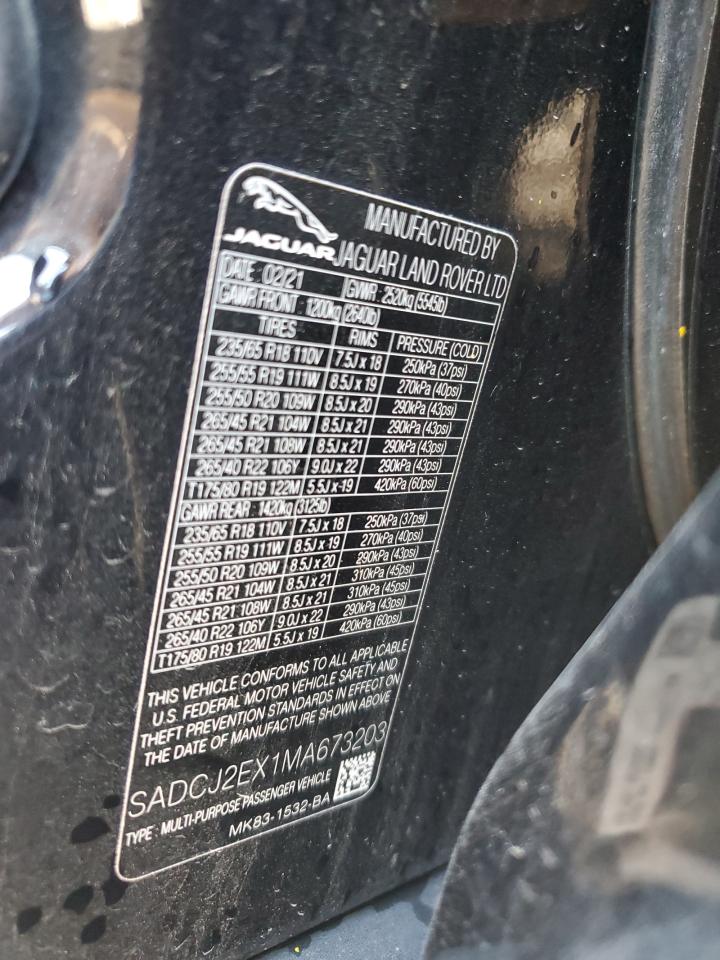 JAGUAR
MANUFACTURED BY
JAGUAR LAND ROVER LTD
DATE : 02/21 GWR : 2520kg (5545lb)
GAWR FRONT : 1200kg (2640lb)
TIRES RIMS PRESSURE (COLD)
235/65 R18 110V 7.5J x 18 250kPa (37psi)
255/55 R19 111W 8.5J x 19 270kPa (40psi)
255/50 R20 109W 8.5J x 20 290kPa (43psi)
265/45 R21 104W 8.5J x 21 290kPa (43psi)
265/45 R21 108W 8.5J x 21 290kPa (43psi)
265/40 R22 106Y 9.0J x 22 290kPa (43psi)
T175/80 R19 122M 5.5J x 19 420kPa (60psi)
GAWR REAR : 1420kg (3125lb)
235/65 R18 110V 7.5J x 18 250kPa (37psi)
255/55 R19 111W 8.5J x 19 270kPa (40psi)
255/50 R20 109W 8.5J x 20 290kPa (43psi)
265/45 R21 104W 8.5J x 21 310kPa (45psi)
265/45 R21 108W 8.5J x 21 310kPa (45psi)
265/40 R22 106Y 9.0J x 22 290kPa (43psi)
T175/80 R19 122M 5.5J x 19 420kPa (60psi)
THIS VEHICLE CONFORMS TO ALL APPLICABLE
U.S. FEDERAL MOTOR VEHICLE SAFETY AND
THEFT PREVENTION STANDARDS IN EFFECT ON
THE DATE OF MANUFACTURE SHOWN ABOVE
SADCJ2EX1MA673203
TYPE : MULTI-PURPOSE PASSENGER VEHICLE
MK83-1532-BA